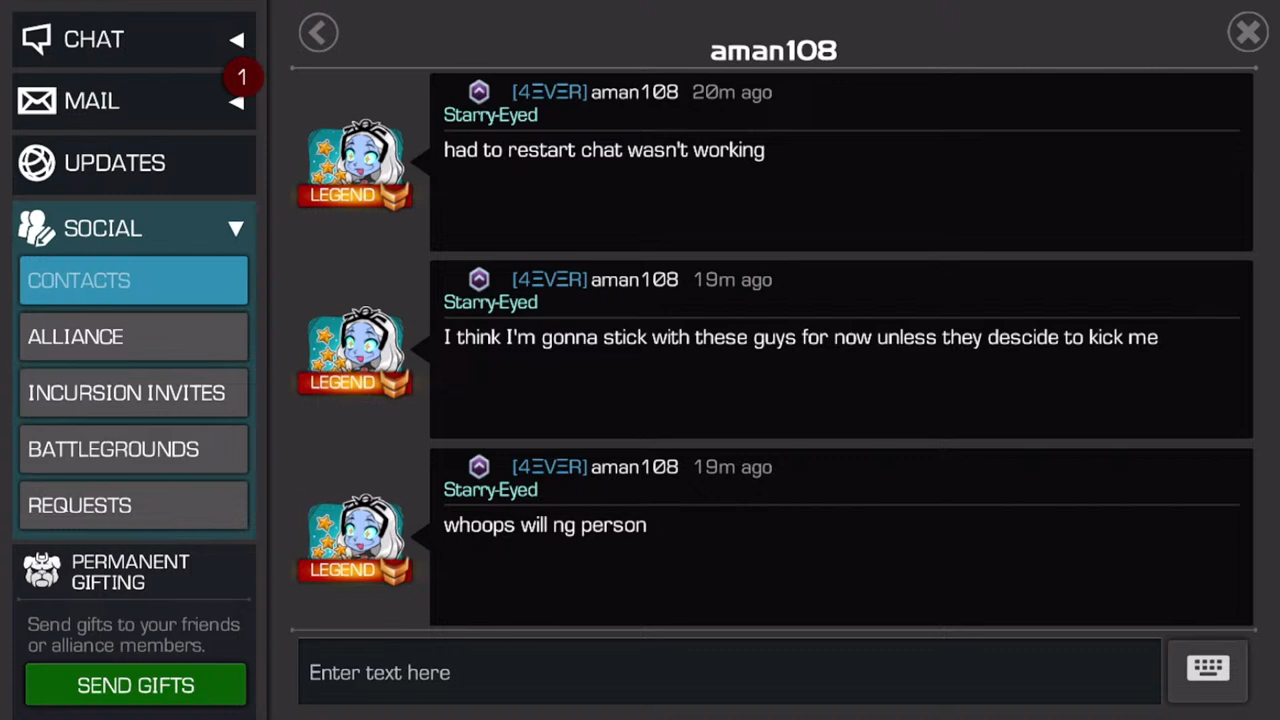 CHAT
1
MAIL
UPDATES
SOCIAL
CONTACTS
ALLIANCE
INCURSION INVITES
BATTLEGROUNDS
REQUESTS
PERMANENT
GIFTING
Send gifts to your friends
or alliance members.
SEND GIFTS
aman108
[4ΞVΞR] aman108 20m ago
Starry-Eyed
had to restart chat wasn't working
LEGEND
[4ΞVΞR] aman108 19m ago
Starry-Eyed
I think I'm gonna stick with these guys for now unless they descide to kick me
LEGEND
[4ΞVΞR] aman108 19m ago
Starry-Eyed
whoops will ng person
LEGEND
Enter text here